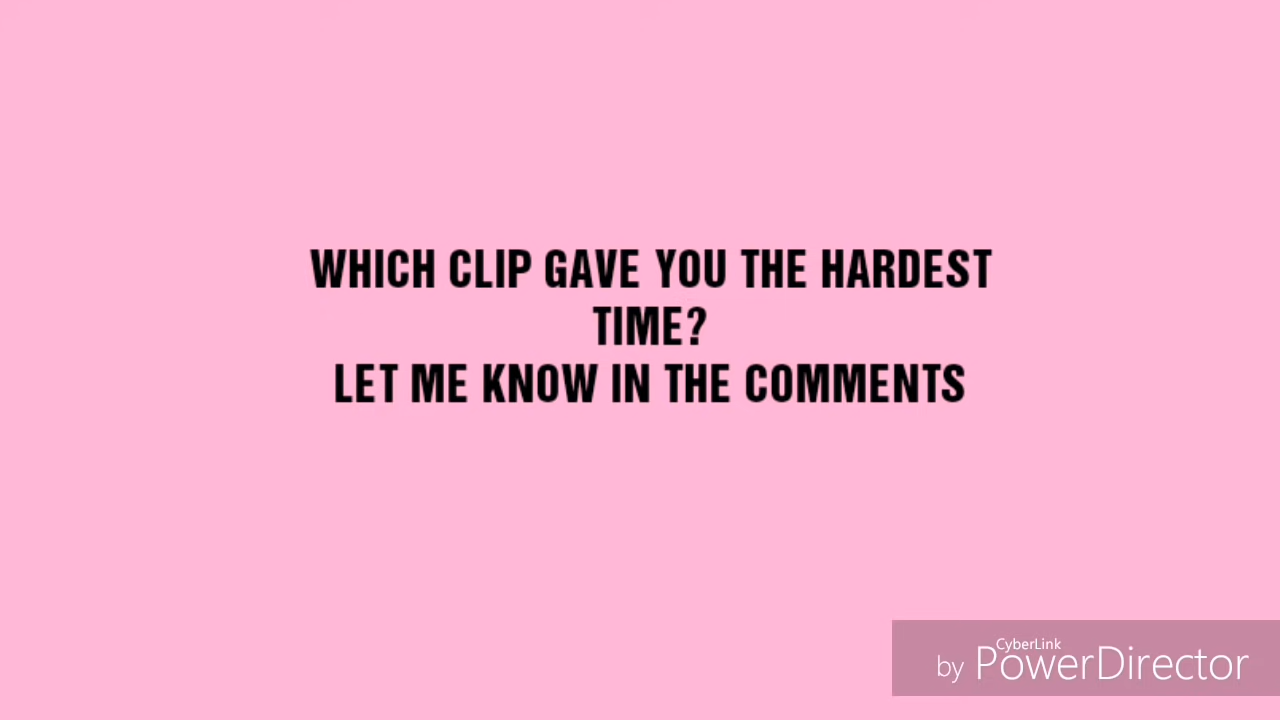 WHICH CLIP GAVE YOU THE HARDEST
TIME?
LET ME KNOW IN THE COMMENTS
CyberLink
by PowerDirector